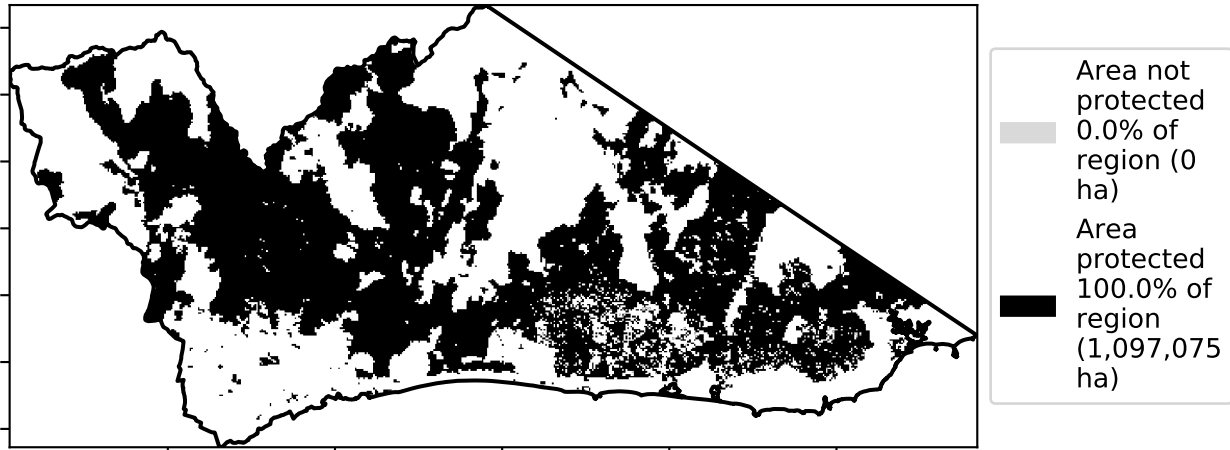 Area not
protected
0.0% of
region (0
ha)
Area
protected
100.0% of
region
(1,097,075
ha)